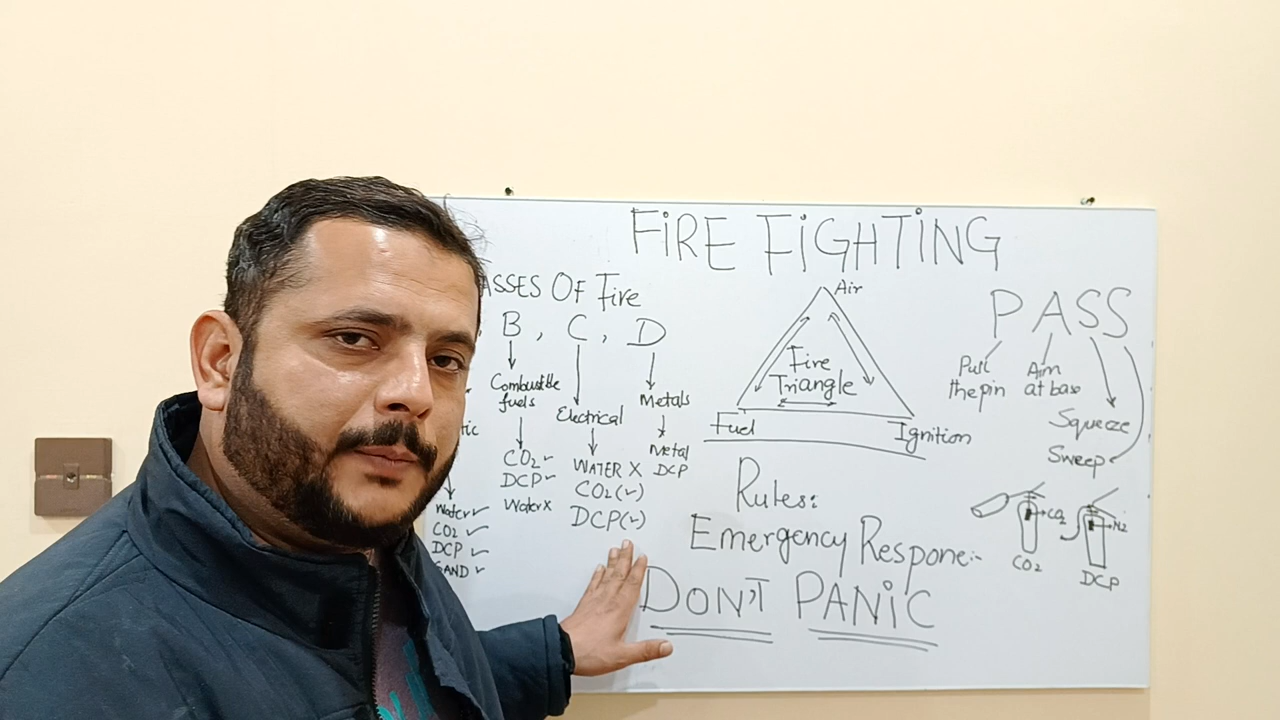 FiRE FiGHTiNG
ASSES OF Fire
B, C, D
Combustible
fuels
CO2 ✓
DCP ✓
Water x
Electrical
WATER X
CO2 (✓)
DCP (✓)
Metals
Metal
DCP
tic
Water ✓
CO2 ✓
DCP ✓
SAND ✓
Air
Fire
Triangle
Fuel
Ignition
PASS
Pull
the pin
Aim
at base
Squeeze
Sweep
Rules:
Emergency Respone:-
DON'T PANiC
CO2
CO2
N2
DCP